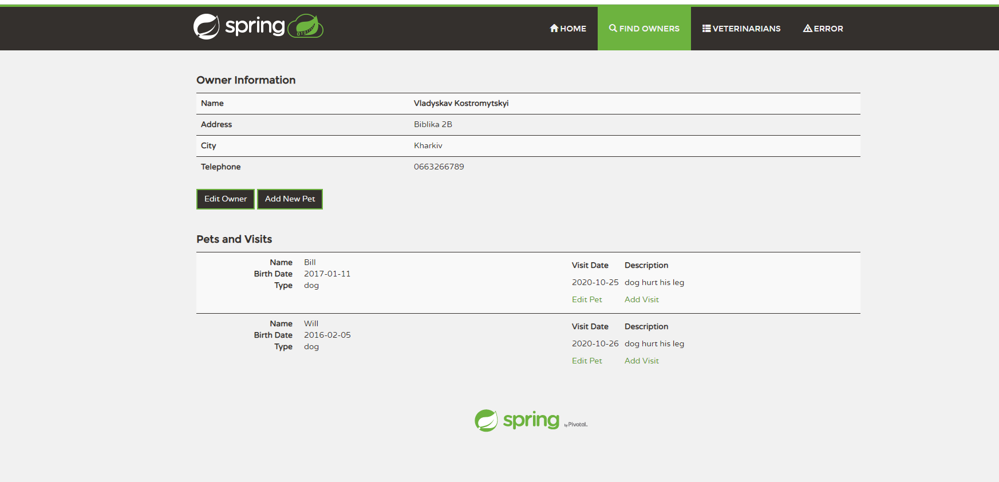 spring
HOME FIND OWNERS VETERINARIANS ERROR
Owner Information
Name Vladyskav Kostromytskyi
Address Biblika 2B
City Kharkiv
Telephone 0663266789
Edit Owner Add New Pet
Pets and Visits
Name Bill
Birth Date 2017-01-11
Type dog
Visit Date Description
2020-10-25 dog hurt his leg
Edit Pet Add Visit
Name Will
Birth Date 2016-02-05
Type dog
Visit Date Description
2020-10-26 dog hurt his leg
Edit Pet Add Visit
spring by Pivotal.